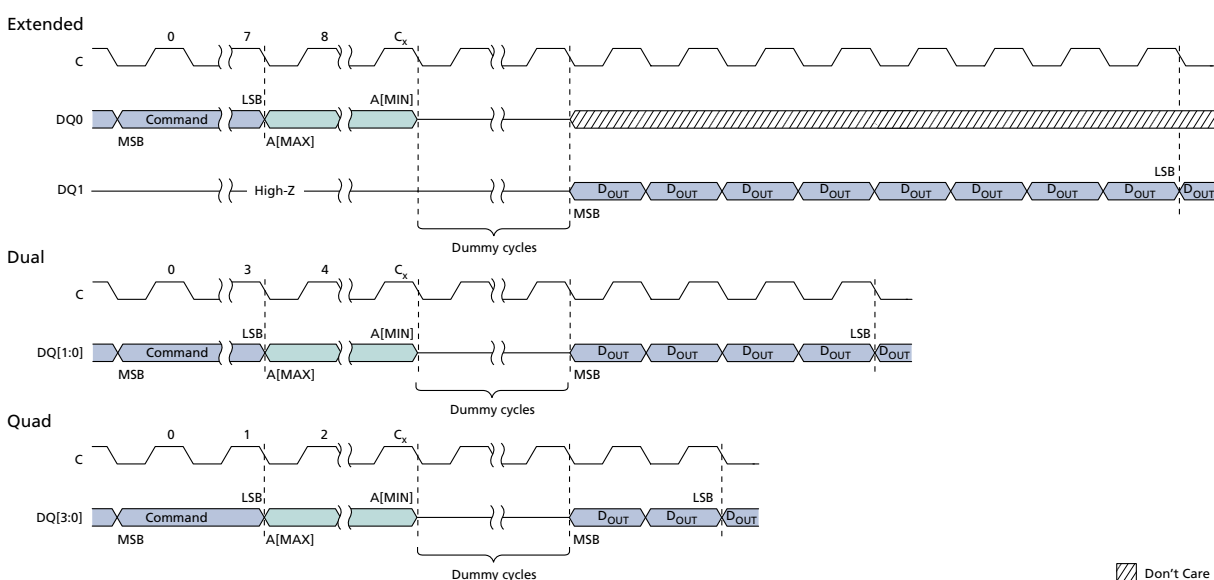 Extended
0 7 8 Cx
C
LSB A[MIN]
DQ0 Command
MSB A[MAX]
LSB
DQ1 High-Z DOUT DOUT DOUT DOUT DOUT DOUT DOUT DOUT DOUT
MSB
Dummy cycles
Dual
0 3 4 Cx
C
LSB A[MIN] LSB
DQ[1:0] Command DOUT DOUT DOUT DOUT DOUT
MSB A[MAX] MSB
Dummy cycles
Quad
0 1 2 Cx
C
LSB A[MIN] LSB
DQ[3:0] Command DOUT DOUT DOUT
MSB A[MAX] MSB
Dummy cycles
Don't Care